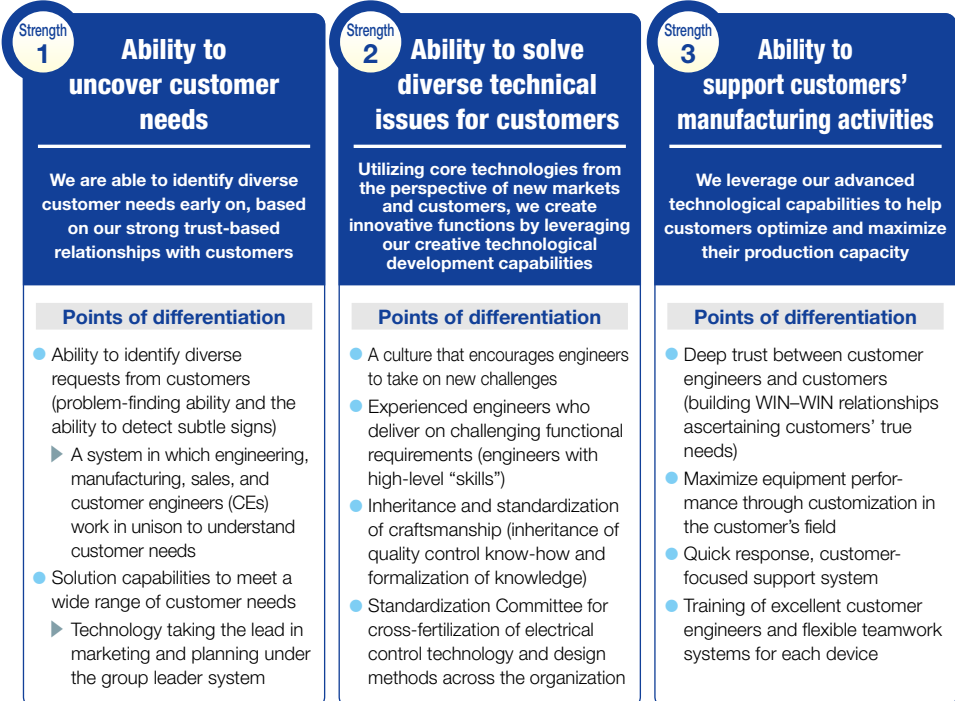 Strength
1
Ability to
uncover customer
needs
We are able to identify diverse
customer needs early on, based
on our strong trust-based
relationships with customers
Points of differentiation
Ability to identify diverse
requests from customers
(problem-finding ability and the
ability to detect subtle signs)
A system in which engineering,
manufacturing, sales, and
customer engineers (CEs)
work in unison to understand
customer needs
Solution capabilities to meet a
wide range of customer needs
Technology taking the lead in
marketing and planning under
the group leader system
Strength
2
Ability to solve
diverse technical
issues for customers
Utilizing core technologies from
the perspective of new markets
and customers, we create
innovative functions by leveraging
our creative technological
development capabilities
Points of differentiation
A culture that encourages engineers
to take on new challenges
Experienced engineers who
deliver on challenging functional
requirements (engineers with
high-level “skills”)
Inheritance and standardization
of craftsmanship (inheritance of
quality control know-how and
formalization of knowledge)
Standardization Committee for
cross-fertilization of electrical
control technology and design
methods across the organization
Strength
3
Ability to
support customers’
manufacturing activities
We leverage our advanced
technological capabilities to help
customers optimize and maximize
their production capacity
Points of differentiation
Deep trust between customer
engineers and customers
(building WIN–WIN relationships
ascertaining customers’ true
needs)
Maximize equipment perfor-
mance through customization in
the customer’s field
Quick response, customer-
focused support system
Training of excellent customer
engineers and flexible teamwork
systems for each device